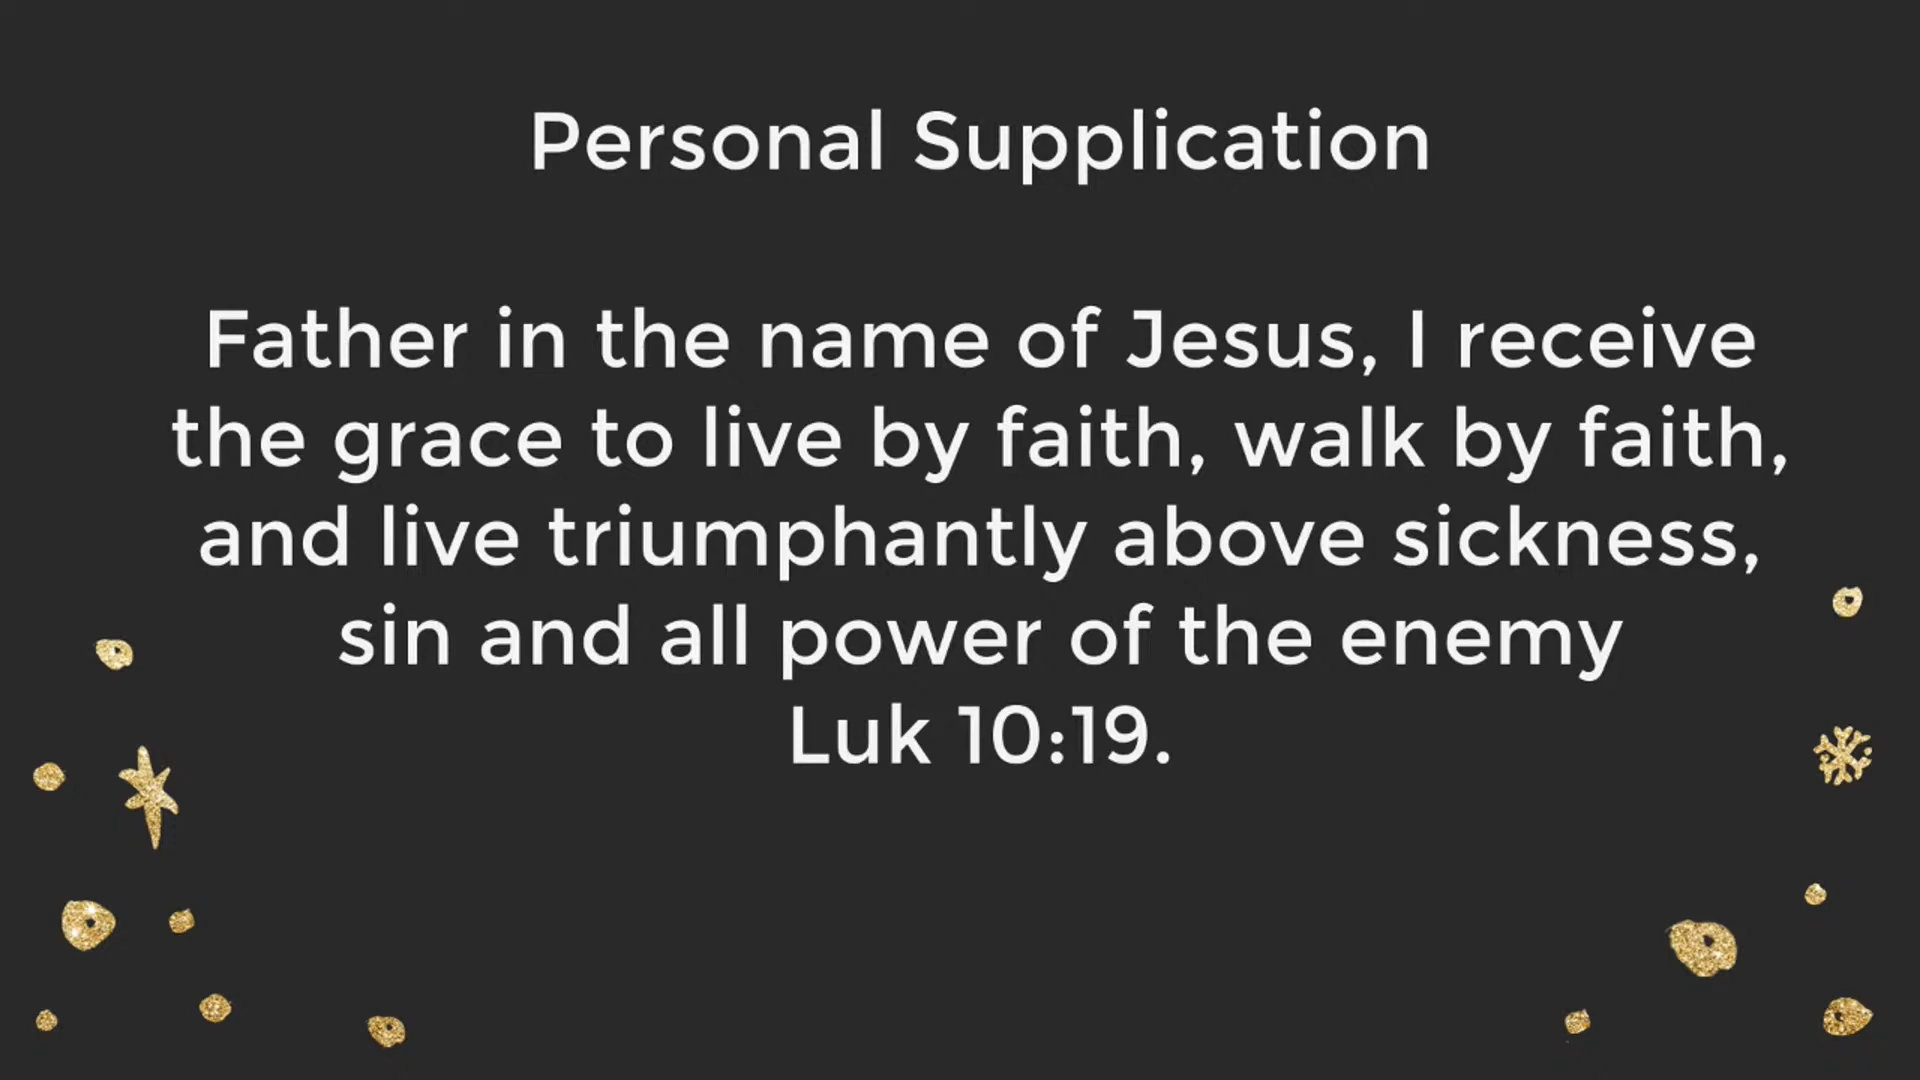 Personal Supplication
Father in the name of Jesus, I receive
the grace to live by faith, walk by faith,
and live triumphantly above sickness,
sin and all power of the enemy
Luk 10:19.